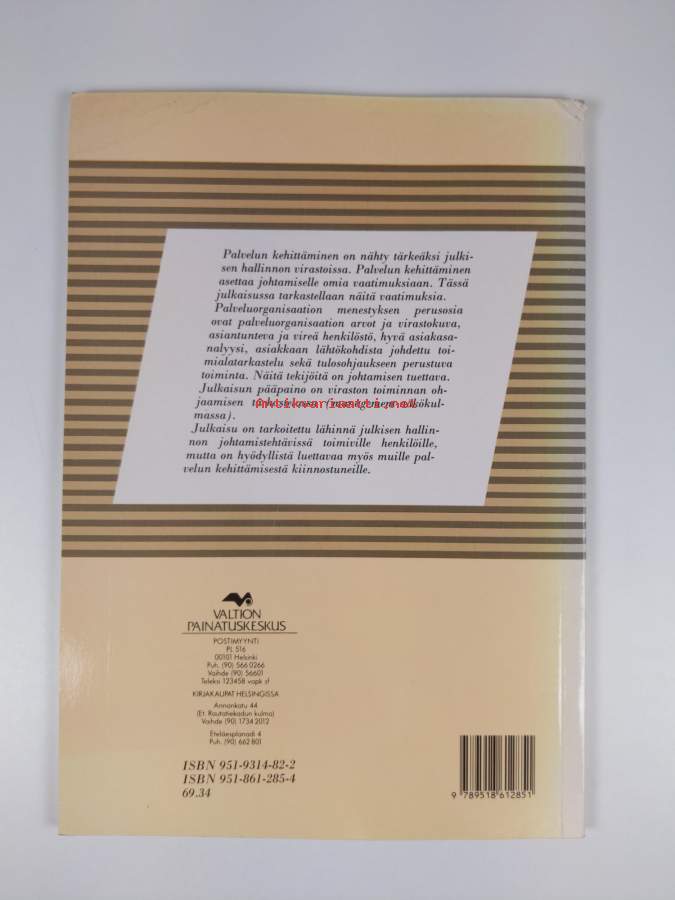 Palvelun kehittäminen on nähty tärkeäksi julki-
sen hallinnon virastoissa. Palvelun kehittäminen
asettaa johtamiselle omia vaatimuksiaan. Tässä
julkaisussa tarkastellaan näitä vaatimuksia.
Palveluorganisaation menestyksen perusosia
ovat palveluorganisaation arvot ja virastokuva,
asiantunteva ja vireä henkilöstö, hyvä asiakasa-
nalyysi, asiakkaan lähtökohdista johdettu toi-
mialatarkastelu sekä tulosohjaukseen perustuva
toiminta. Näitä tekijöitä on johtamisen tuettava.
Julkaisun pääpaino on viraston toiminnan oh-
jaamisen
Antikvariaatti.net
massa).
Julkaisu on tarkoitettu lähinnä julkisen hallin-
non johtamistehtävissä toimiville henkilöille,
mutta on hyödyllistä luettavaa myös muille pal-
velun kehittämisestä kiinnostuneille.
VALTION
PAINATUSKESKUS
POSTIMYYNTI
PL 516
00101 Helsinki
Puh. (90) 566 0266
Vaihde (90) 56601
Teleko 123458 vapk sf
KIRJAKAUPAT HELSINGISSA
Annankatu 44
(Et. Rautatiekadun kulma)
Vaihde (90) 1734 2012
Eteläesplanadi 4
Puh. (90) 662 801
ISBN 951-9314-82-2
ISBN 951-861-285-4
69.34
9 789518 612851